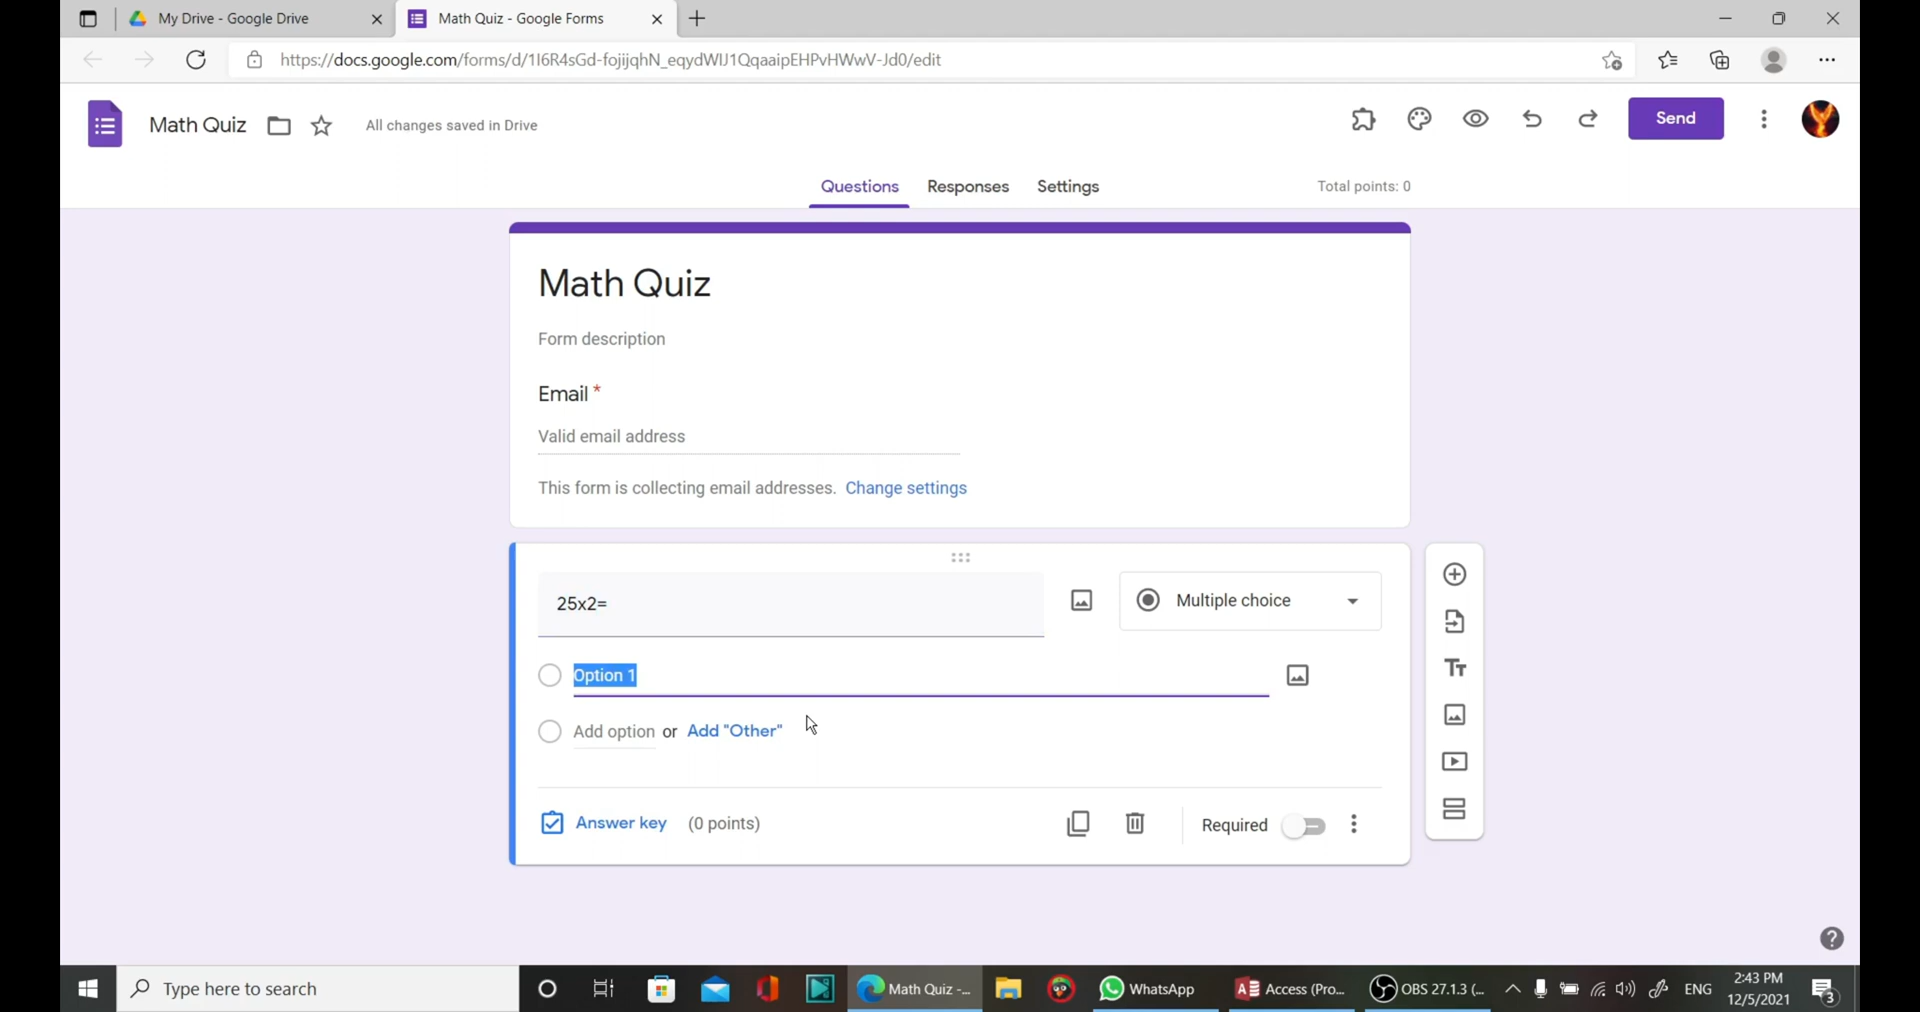 My Drive - Google Drive
Math Quiz - Google Forms
https://docs.google.com/forms/d/1I6R4sGd-fojijqhN_eqydWlJ1QqaaipEHPvHWwV-Jd0/edit
Math Quiz
All changes saved in Drive
Send
Questions
Responses
Settings
Total points: 0
Math Quiz
Form description
Email *
Valid email address
This form is collecting email addresses. Change settings
25x2=
Multiple choice
Option 1
Add option or Add "Other"
Answer key (0 points)
Required
Type here to search
Math Quiz -...
WhatsApp
Access (Pro...
OBS 27.1.3 (...
ENG
2:43 PM
12/5/2021
3